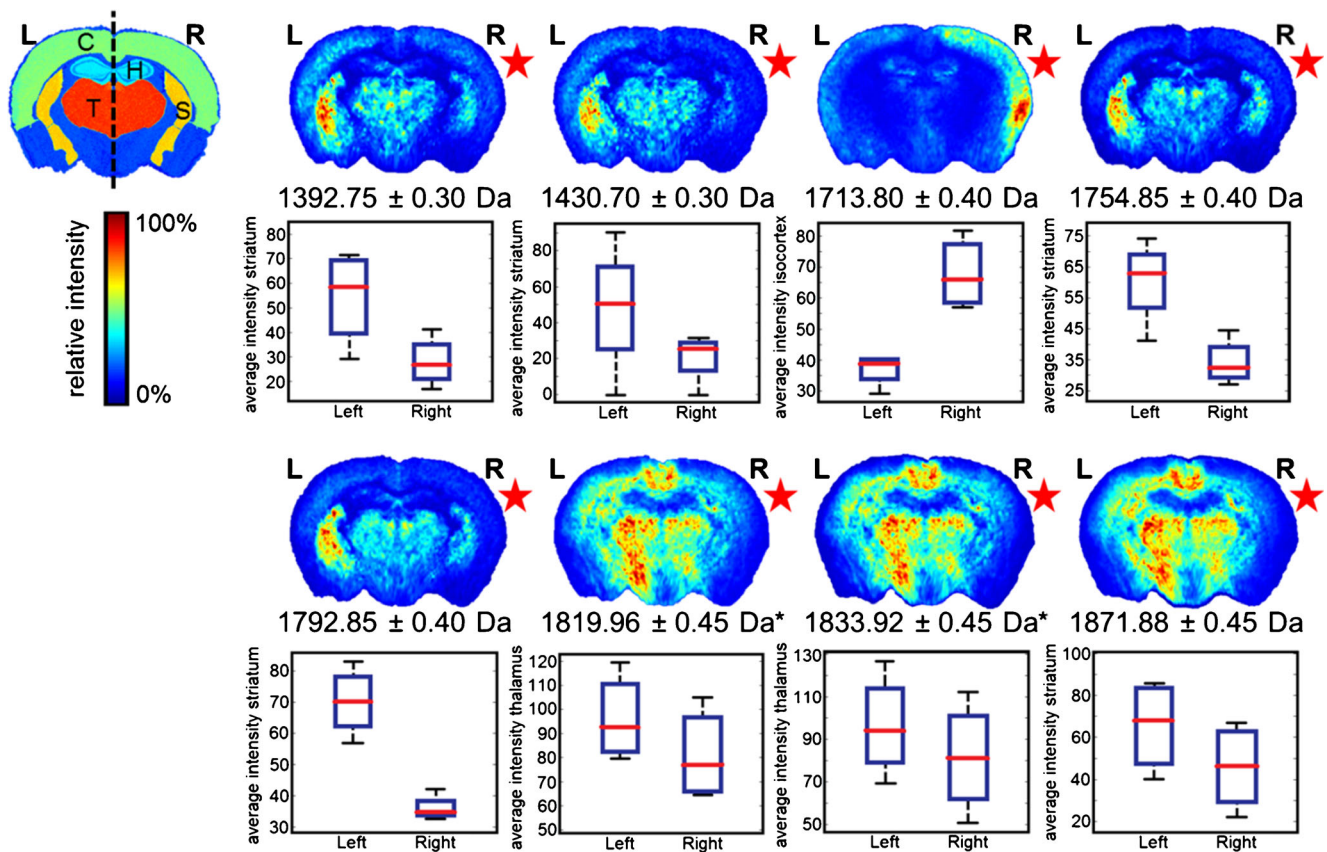 L R
C
H
T
S
relative intensity
100%
0%
L R
L R
L R
L R
1392.75 ± 0.30 Da
1430.70 ± 0.30 Da
1713.80 ± 0.40 Da
1754.85 ± 0.40 Da
average intensity striatum
80
70
60
50
40
30
20
Left Right
average intensity striatum
80
60
40
20
0
Left Right
average intensity isocortex
80
70
60
50
40
30
Left Right
average intensity striatum
75
65
55
45
35
25
Left Right
L R
L R
L R
L R
1792.85 ± 0.40 Da
1819.96 ± 0.45 Da*
1833.92 ± 0.45 Da*
1871.88 ± 0.45 Da
average intensity striatum
80
70
60
50
40
30
Left Right
average intensity thalamus
120
110
100
90
80
70
60
50
Left Right
average intensity thalamus
130
110
90
70
50
Left Right
average intensity striatum
100
80
60
40
20
Left Right